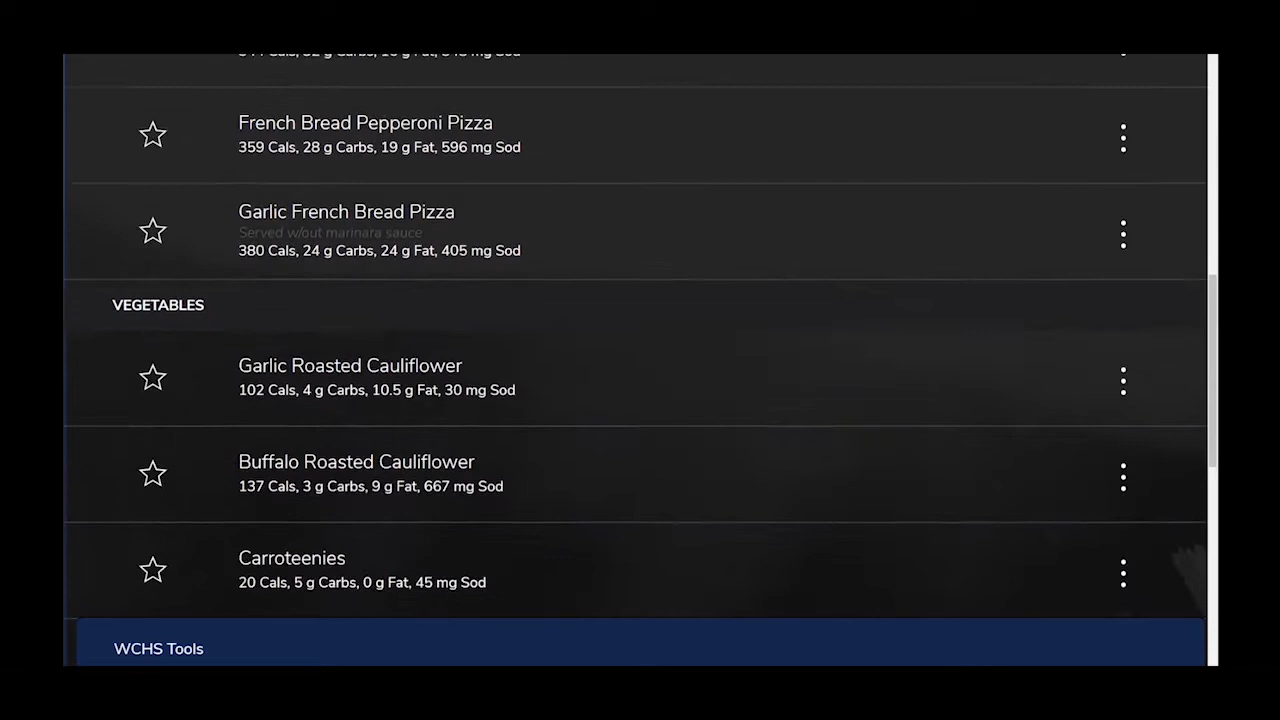 French Bread Pepperoni Pizza
359 Cals, 28 g Carbs, 19 g Fat, 596 mg Sod
Garlic French Bread Pizza
Served w/out marinara sauce
380 Cals, 24 g Carbs, 24 g Fat, 405 mg Sod
VEGETABLES
Garlic Roasted Cauliflower
102 Cals, 4 g Carbs, 10.5 g Fat, 30 mg Sod
Buffalo Roasted Cauliflower
137 Cals, 3 g Carbs, 9 g Fat, 667 mg Sod
Carroteenies
20 Cals, 5 g Carbs, 0 g Fat, 45 mg Sod
WCHS Tools